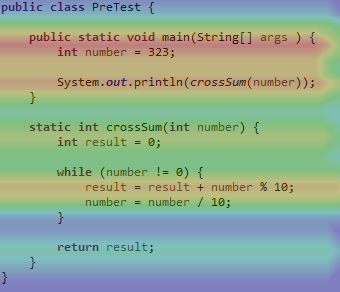 public class PreTest {
public static void main(String[] args ) {
int number = 323;
System.out.println(crossSum(number));
}
static int crossSum(int number) {
int result = 0;
while (number != 0) {
result = result + number % 10;
number = number / 10;
}
return result;
}
}